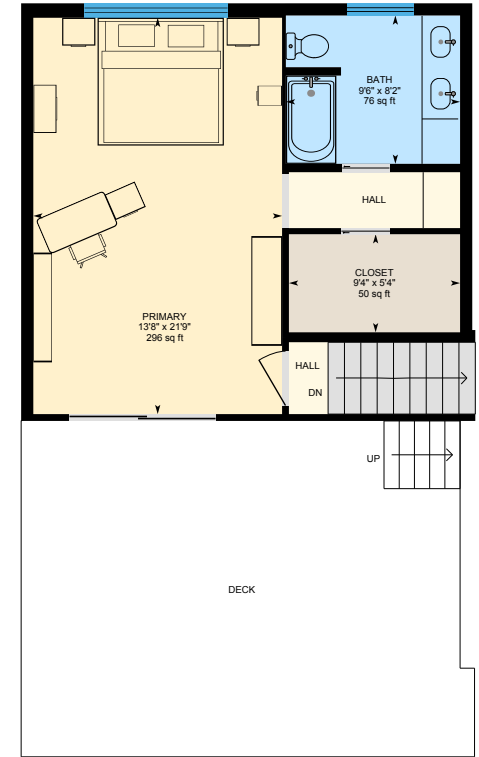 BATH
9'6" x 8'2"
76 sq ft
HALL
CLOSET
9'4" x 5'4"
50 sq ft
PRIMARY
13'8" x 21'9"
296 sq ft
HALL
DN
UP
DECK